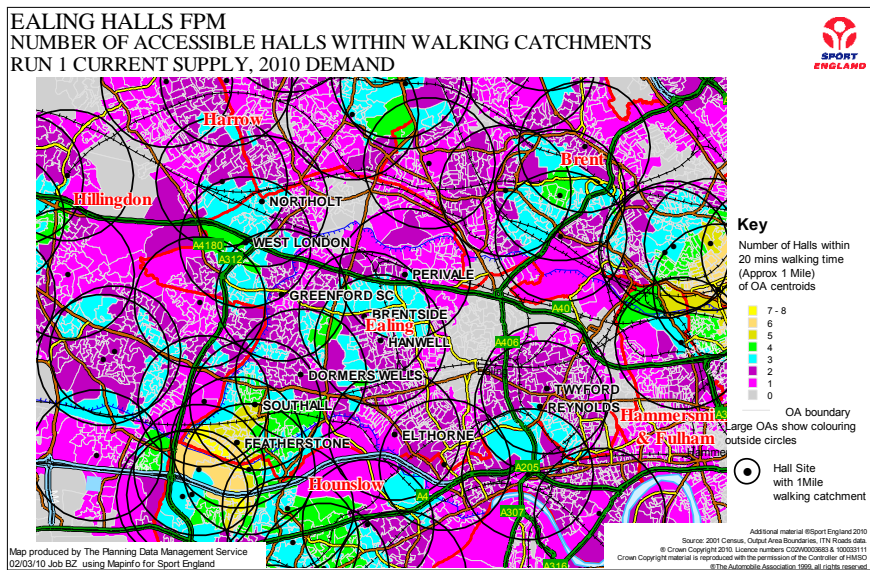 EALING HALLS FPM
NUMBER OF ACCESSIBLE HALLS WITHIN WALKING CATCHMENTS
RUN 1 CURRENT SUPPLY, 2010 DEMAND
SPORT
ENGLAND
Harrow
Brent
Hillingdon
NORTHOLT
A4180
WEST LONDON
A312
PERIVALE
GREENFORD SC
A40
BRENTSIDE
Ealing
HANWELL
A406
DORMERS WELLS
TWYFORD
SOUTHALL
REYNOLDS
Hammersmi
FEATHERSTONE
ELTHORNE
& Fulham
Hamme
A205
Hounslow
A4
A307
A316
Key
Number of Halls within
20 mins walking time
(Approx 1 Mile)
of OA centroids
7 - 8
6
5
4
3
2
1
0
OA boundary
Large OAs show colouring
outside circles
Hall Site
with 1Mile
walking catchment
Map produced by The Planning Data Management Service
02/03/10 Job BZ using Mapinfo for Sport England
Additional material ©Sport England 2010
Source: 2001 Census, Output Area Boundaries, ITN Roads data.
© Crown Copyright 2010. Licence numbers C02W0003683 & 100033111
Crown Copyright material is reproduced with the permission of the Controller of HMSO
©The Automobile Association 1999, all rights reserved